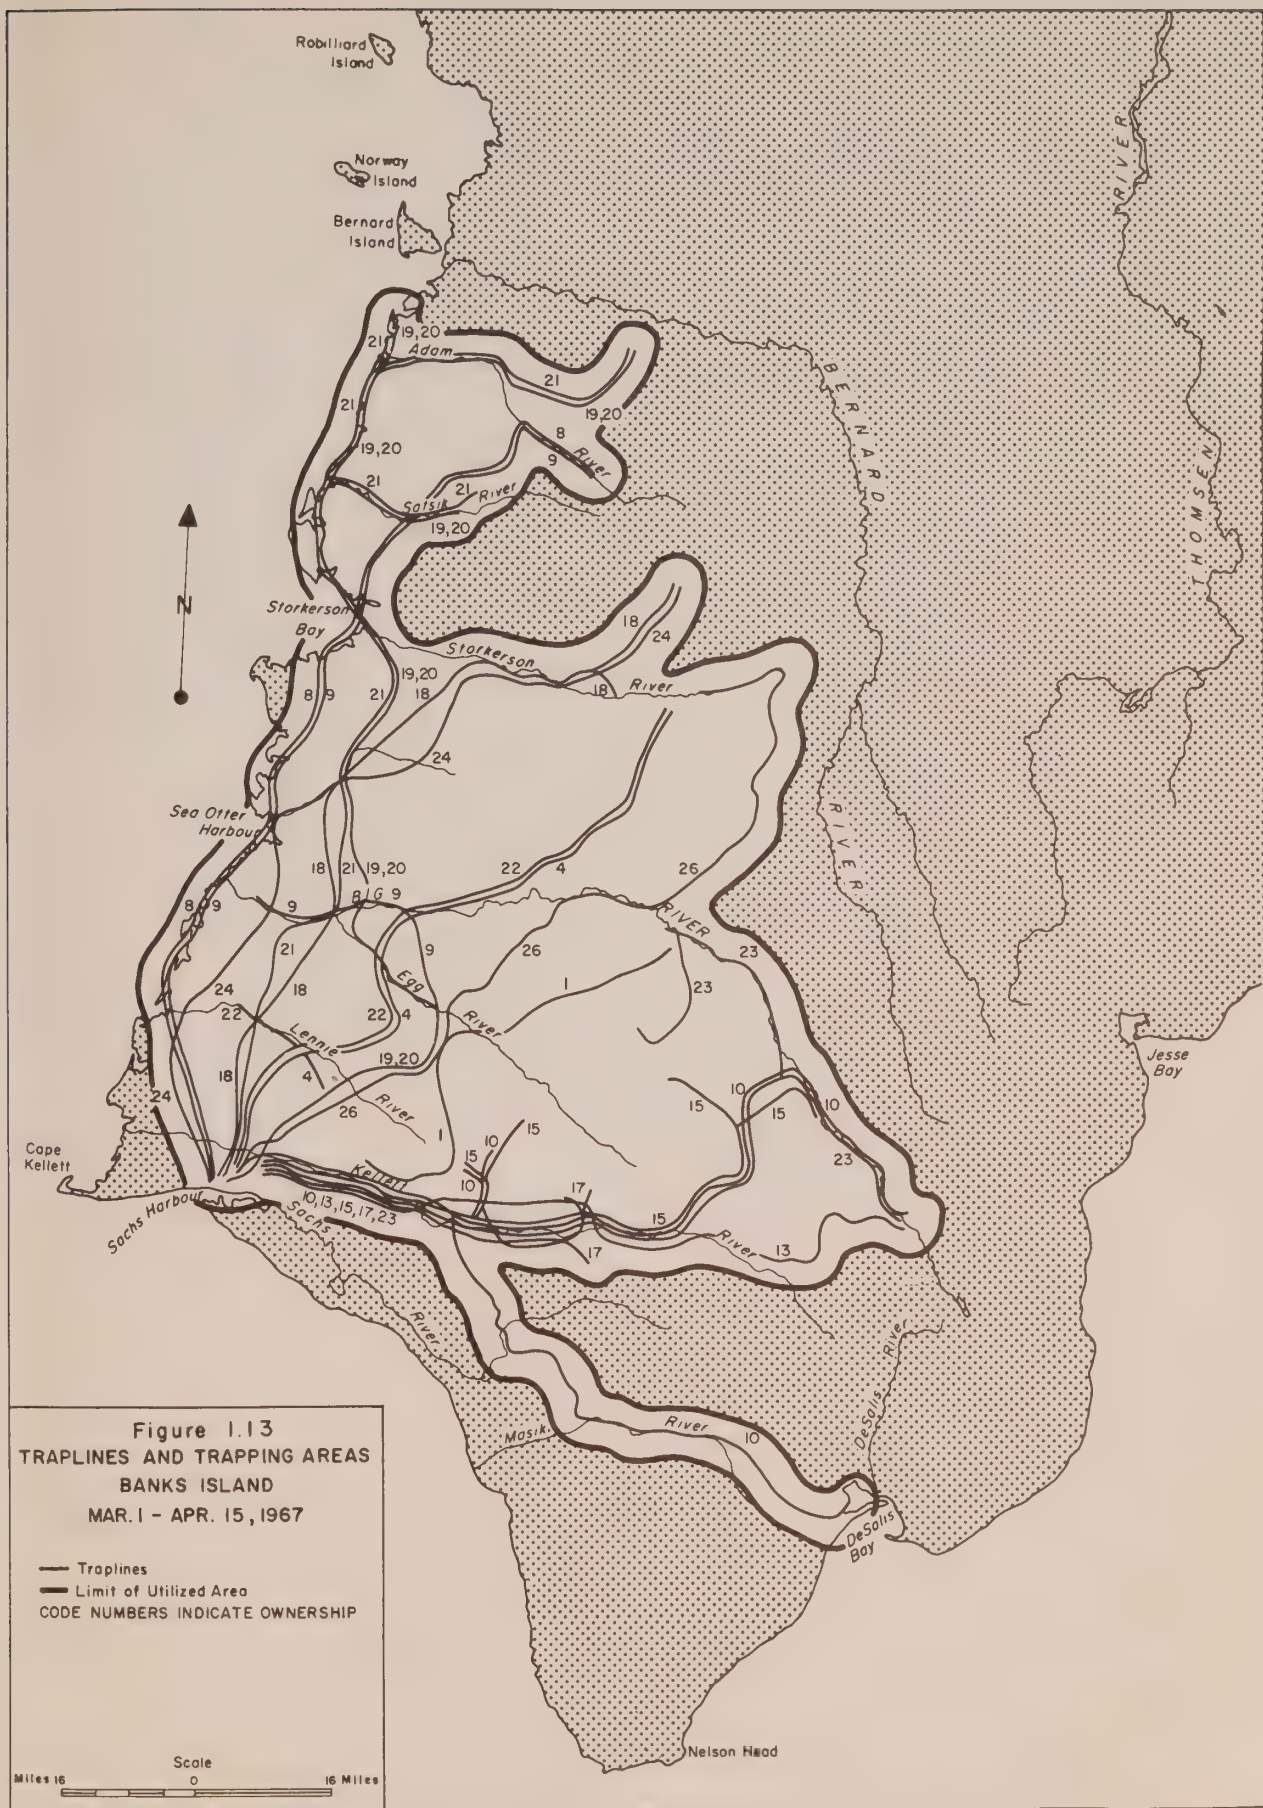 Robilliard
Island
Norway
Island
Bernard
Island
RIVER
21
19,20
Adam
21
BERNARD
21
19,20
8
River
19,20
9
21
21
River
Satsik
19,20
THOMSEN
N
Storkerson
Bay
18
24
Storkerson
River
19,20
18
18
8
9
21
24
Sea Otter
Harbour
RIVER
18
21
19,20
22
4
26
BIG
9
RIVER
8
9
9
21
9
26
23
Egg
1
23
24
18
22
22
4
River
Lennie
Jesse
Bay
19,20
18
4
10
24
26
River
15
15
10
1
15
10
23
Cape
Kellett
15
Kellett
10
17
10,13,15,17,23
Sachs
15
Sachs Harbour
17
River
13
River
DeSalis River
River
10
Masik
DeSalis
Bay
Nelson Head
Figure 1.13
TRAPLINES AND TRAPPING AREAS
BANKS ISLAND
MAR. 1 - APR. 15, 1967
Traplines
Limit of Utilized Area
CODE NUMBERS INDICATE OWNERSHIP
Scale
Miles 16 0 16 Miles